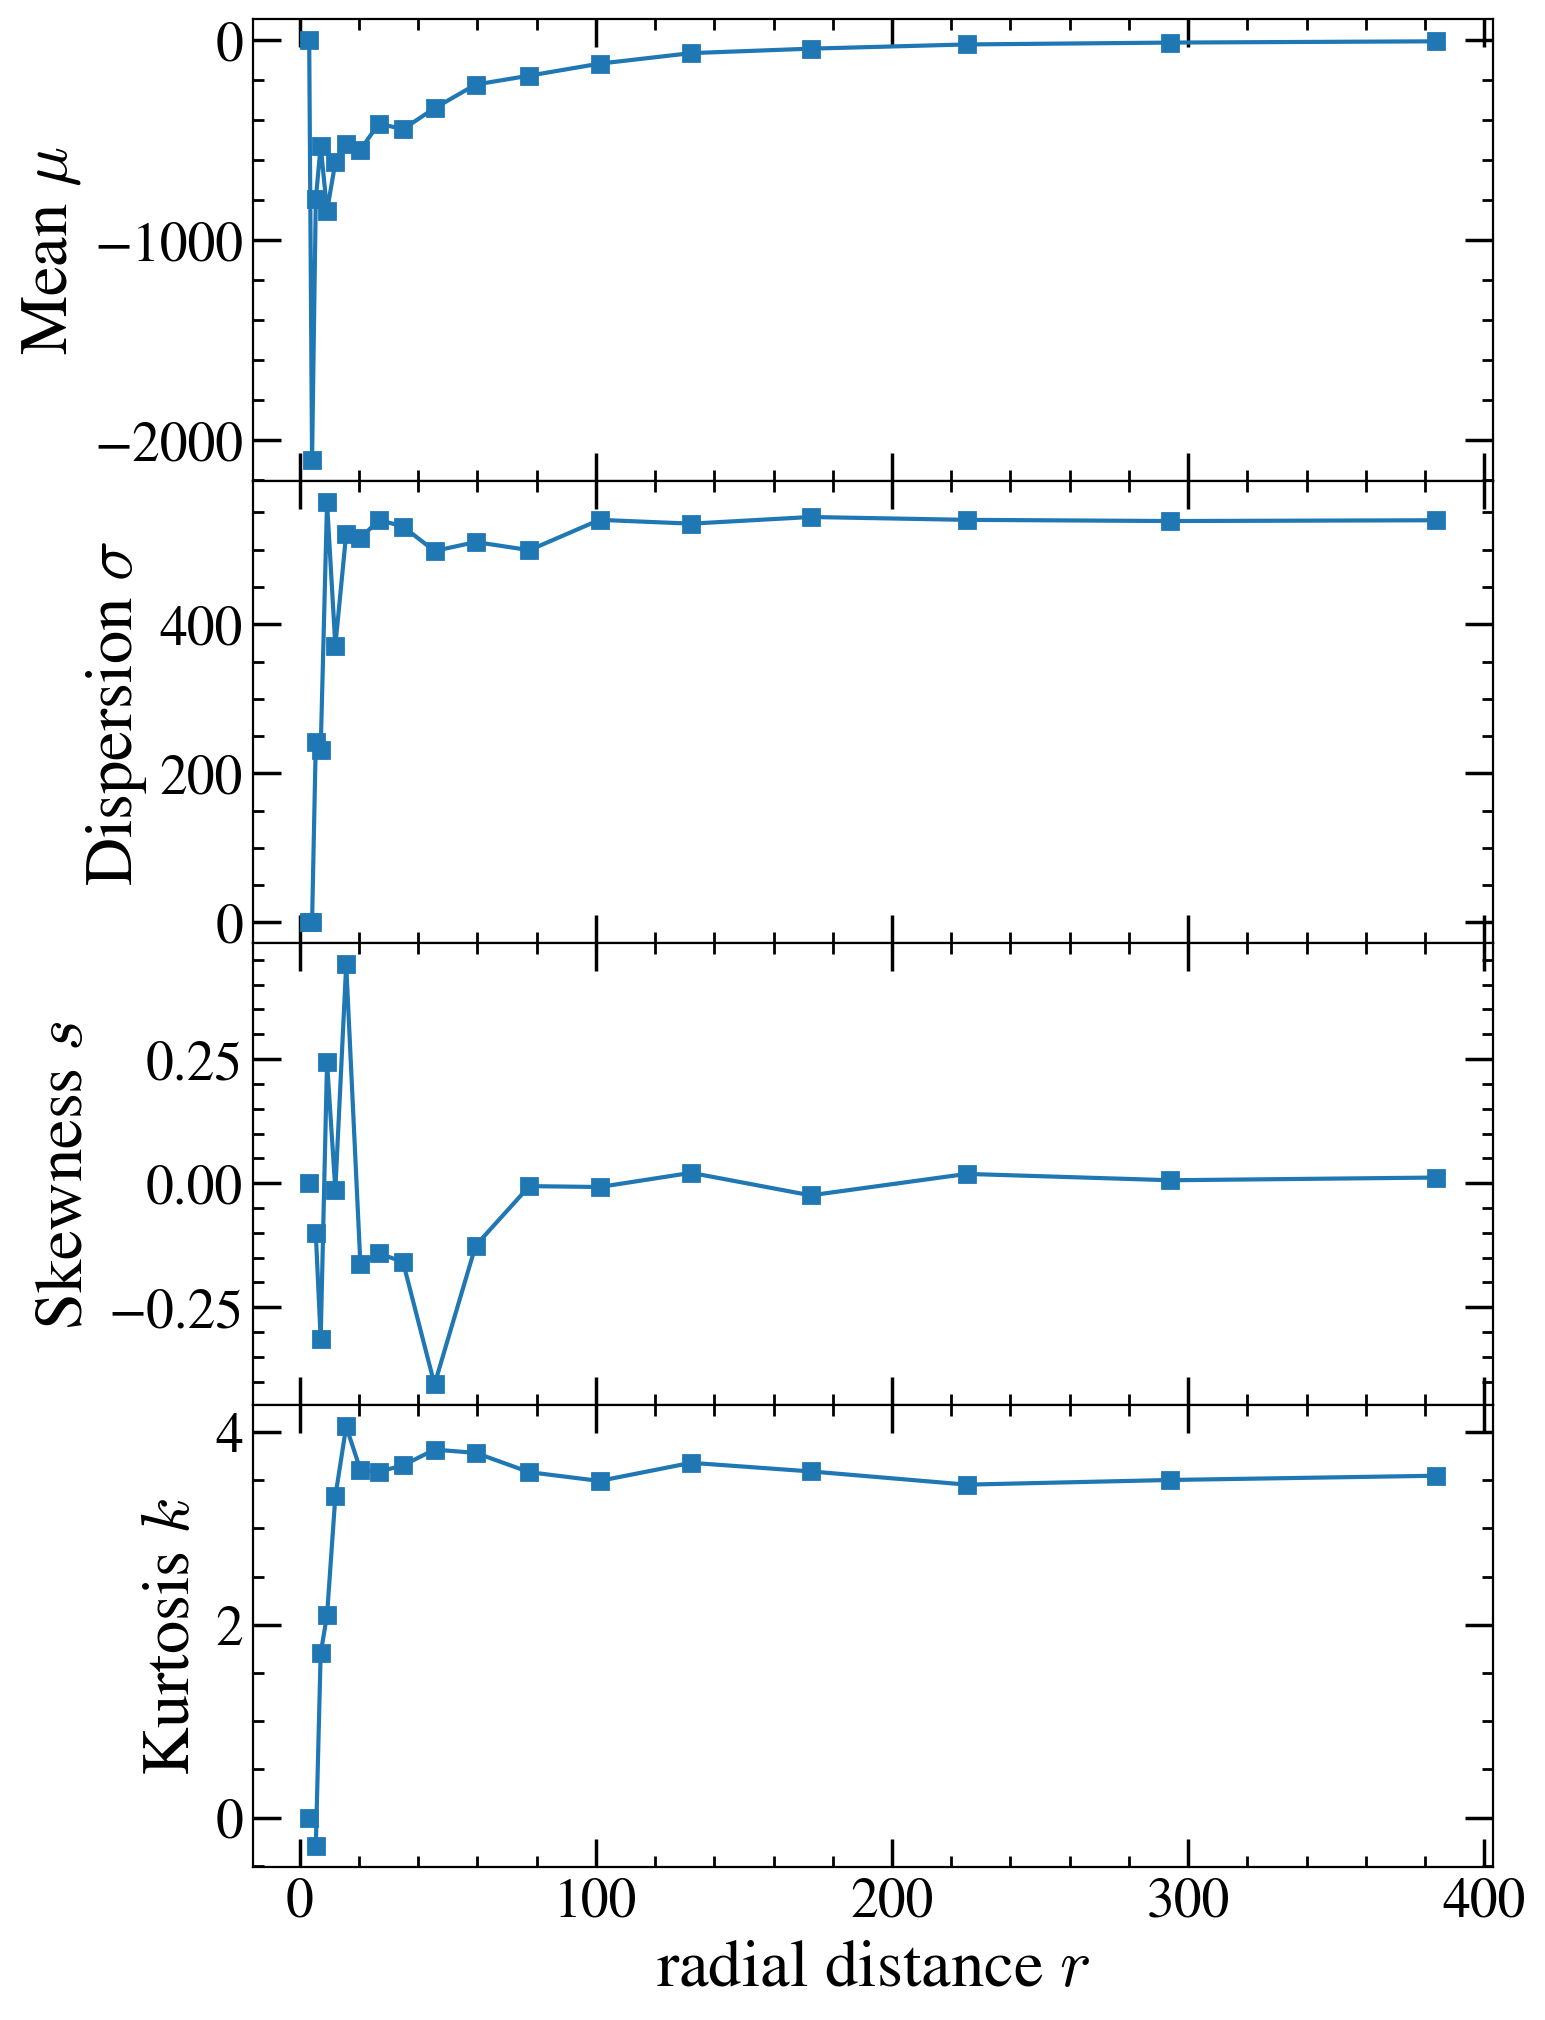 Mean μ
0
−1000
−2000
Dispersion σ
400
200
0
Skewness s
0.25
0.00
−0.25
Kurtosis k
4
2
0
0 100 200 300 400
radial distance r